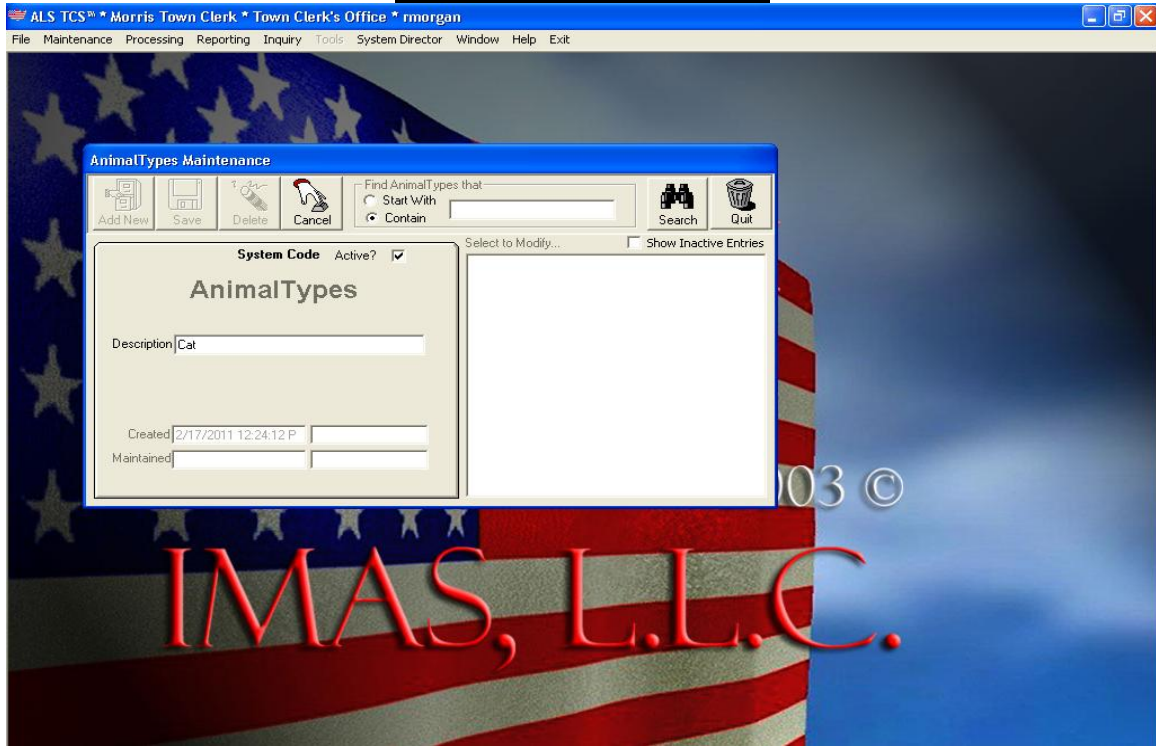 ALS TCS™ * Morris Town Clerk * Town Clerk's Office * rmorgan
File Maintenance Processing Reporting Inquiry Tools System Director Window Help Exit
AnimalTypes Maintenance
Add New Save Delete Cancel
Find AnimalTypes that
Start With
Contain
Search Quit
System Code Active?
Select to Modify... Show Inactive Entries
AnimalTypes
Description Cat
Created 2/17/2011 12:24:12 P
Maintained
003 ©
IMAS, L.L.C.